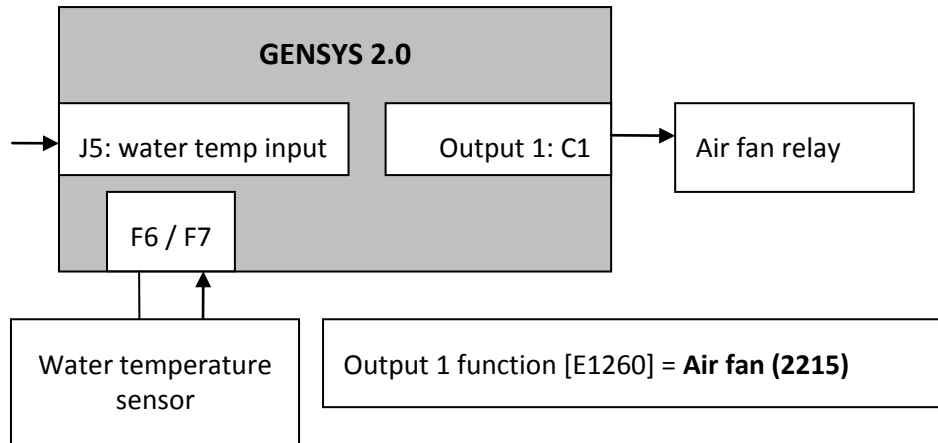 GENSYS 2.0
J5: water temp input
Output 1: C1
Air fan relay
F6 / F7
Water temperature
sensor
Output 1 function [E1260] = Air fan (2215)